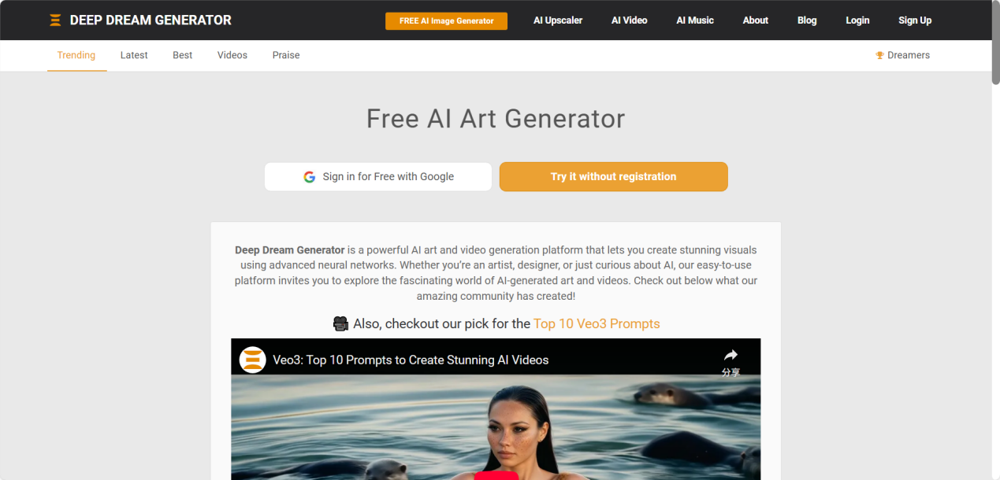 DEEP DREAM GENERATOR
FREE AI Image Generator
AI Upscaler
AI Video
AI Music
About
Blog
Login
Sign Up
Trending
Latest
Best
Videos
Praise
Dreamers
Free AI Art Generator
Sign in for Free with Google
Try it without registration
Deep Dream Generator is a powerful AI art and video generation platform that lets you create stunning visuals
using advanced neural networks. Whether you’re an artist, designer, or just curious about AI, our easy-to-use
platform invites you to explore the fascinating world of AI-generated art and videos. Check out below what our
amazing community has created!
Also, checkout our pick for the Top 10 Veo3 Prompts
Veo3: Top 10 Prompts to Create Stunning AI Videos
分享